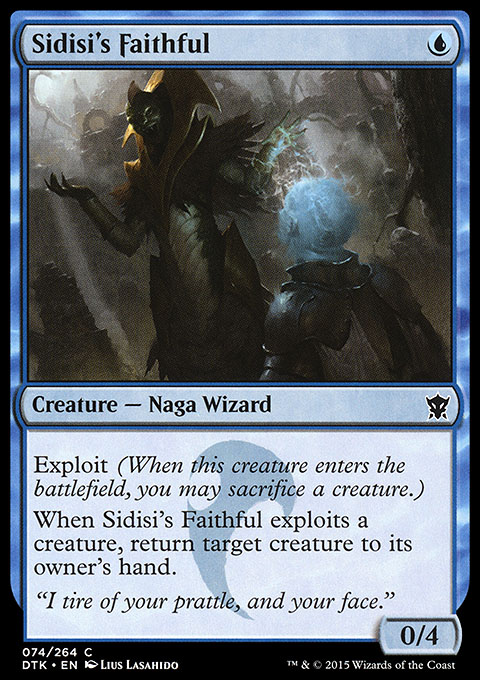 Sidisi's Faithful
Creature — Naga Wizard
Exploit (When this creature enters the
battlefield, you may sacrifice a creature.)
When Sidisi's Faithful exploits a
creature, return target creature to its
owner's hand.
“I tire of your prattle, and your face.”
0/4
074/264 C
DTK • EN Lius Lasahido
™ & © 2015 Wizards of the Coast